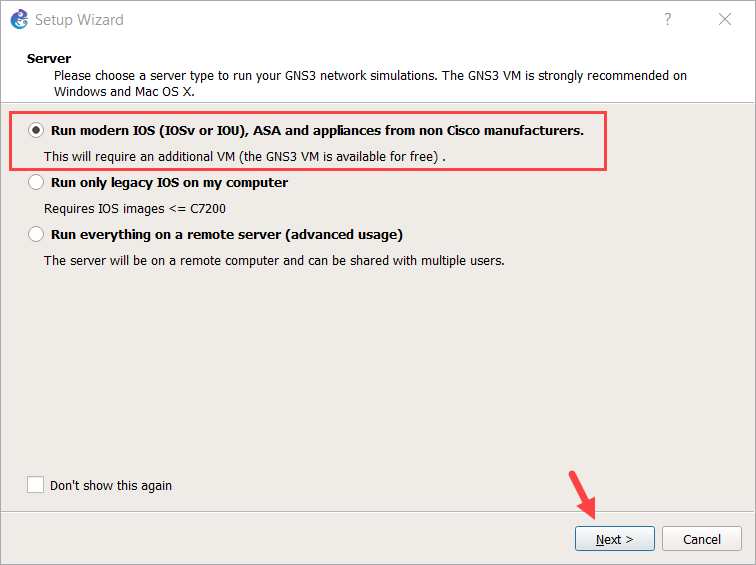 Setup Wizard
?
Server
Please choose a server type to run your GNS3 network simulations. The GNS3 VM is strongly recommended on
Windows and Mac OS X.
Run modern IOS (IOSv or IOU), ASA and appliances from non Cisco manufacturers.
This will require an additional VM (the GNS3 VM is available for free) .
Run only legacy IOS on my computer
Requires IOS images <= C7200
Run everything on a remote server (advanced usage)
The server will be on a remote computer and can be shared with multiple users.
Don't show this again
Next >
Cancel